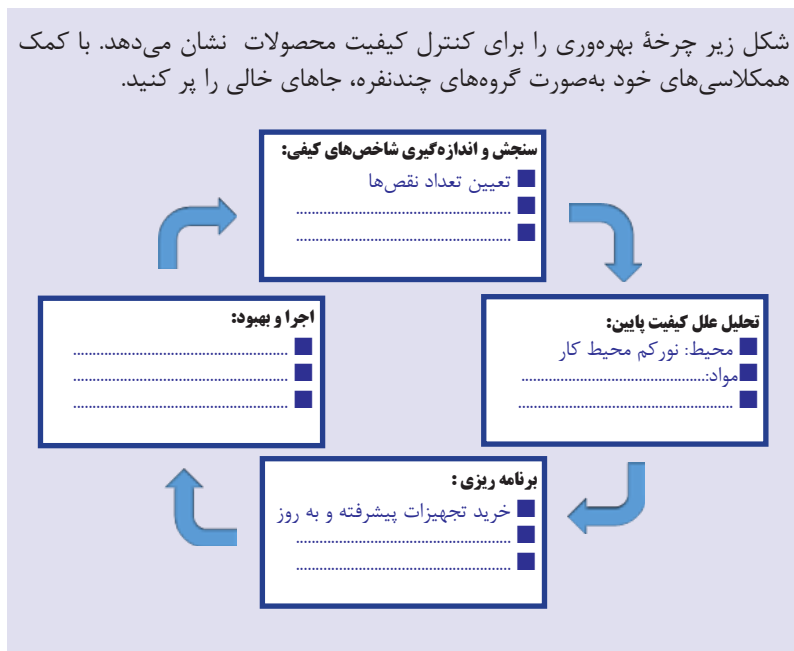 شکل زیر چرخهٔ بهره‌وری را برای کنترل کیفیت محصولات نشان می‌دهد. با کمک
همکلاسی‌های خود به‌صورت گروه‌های چندنفره، جاهای خالی را پر کنید.
سنجش و اندازه‌گیری شاخص‌های کیفی:
■ تعیین تعداد نقص‌ها
■ ......................................................
■ ......................................................
تحلیل علل کیفیت پایین:
■ محیط: نور کم محیط کار
■ مواد:..............................................
■ ......................................................
برنامه ریزی :
■ خرید تجهیزات پیشرفته و به روز
■ ......................................................
■ ......................................................
اجرا و بهبود:
■ ......................................................
■ ......................................................
■ ......................................................